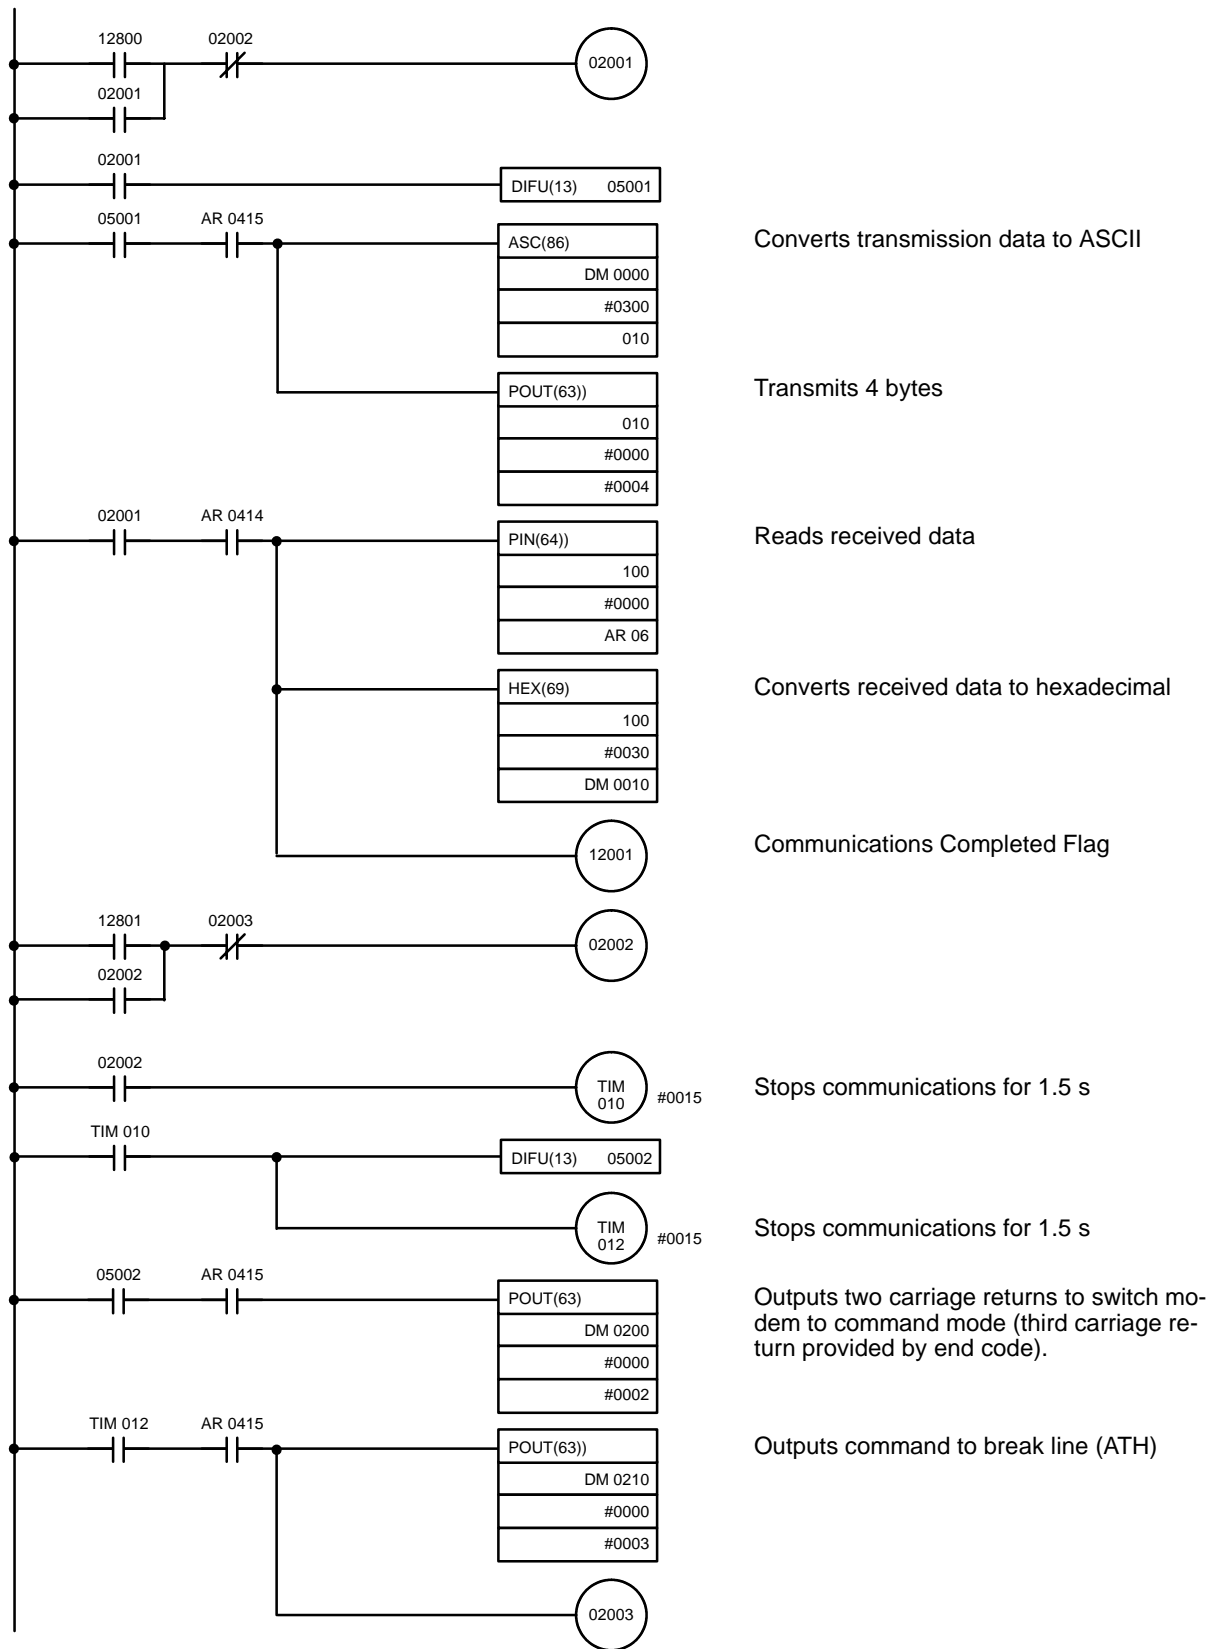 12800 02002
02001
02001
02001
DIFU(13) 05001
05001 AR 0415
ASC(86)
DM 0000
#0300
010
Converts transmission data to ASCII
POUT(63))
010
#0000
#0004
Transmits 4 bytes
02001 AR 0414
PIN(64))
100
#0000
AR 06
Reads received data
HEX(69)
100
#0030
DM 0010
Converts received data to hexadecimal
12001
Communications Completed Flag
12801 02003
02002
02002
02002
TIM
010
#0015
Stops communications for 1.5 s
TIM 010
DIFU(13) 05002
TIM
012
#0015
Stops communications for 1.5 s
05002 AR 0415
POUT(63)
DM 0200
#0000
#0002
Outputs two carriage returns to switch mo-
dem to command mode (third carriage re-
turn provided by end code).
TIM 012 AR 0415
POUT(63))
DM 0210
#0000
#0003
Outputs command to break line (ATH)
02003